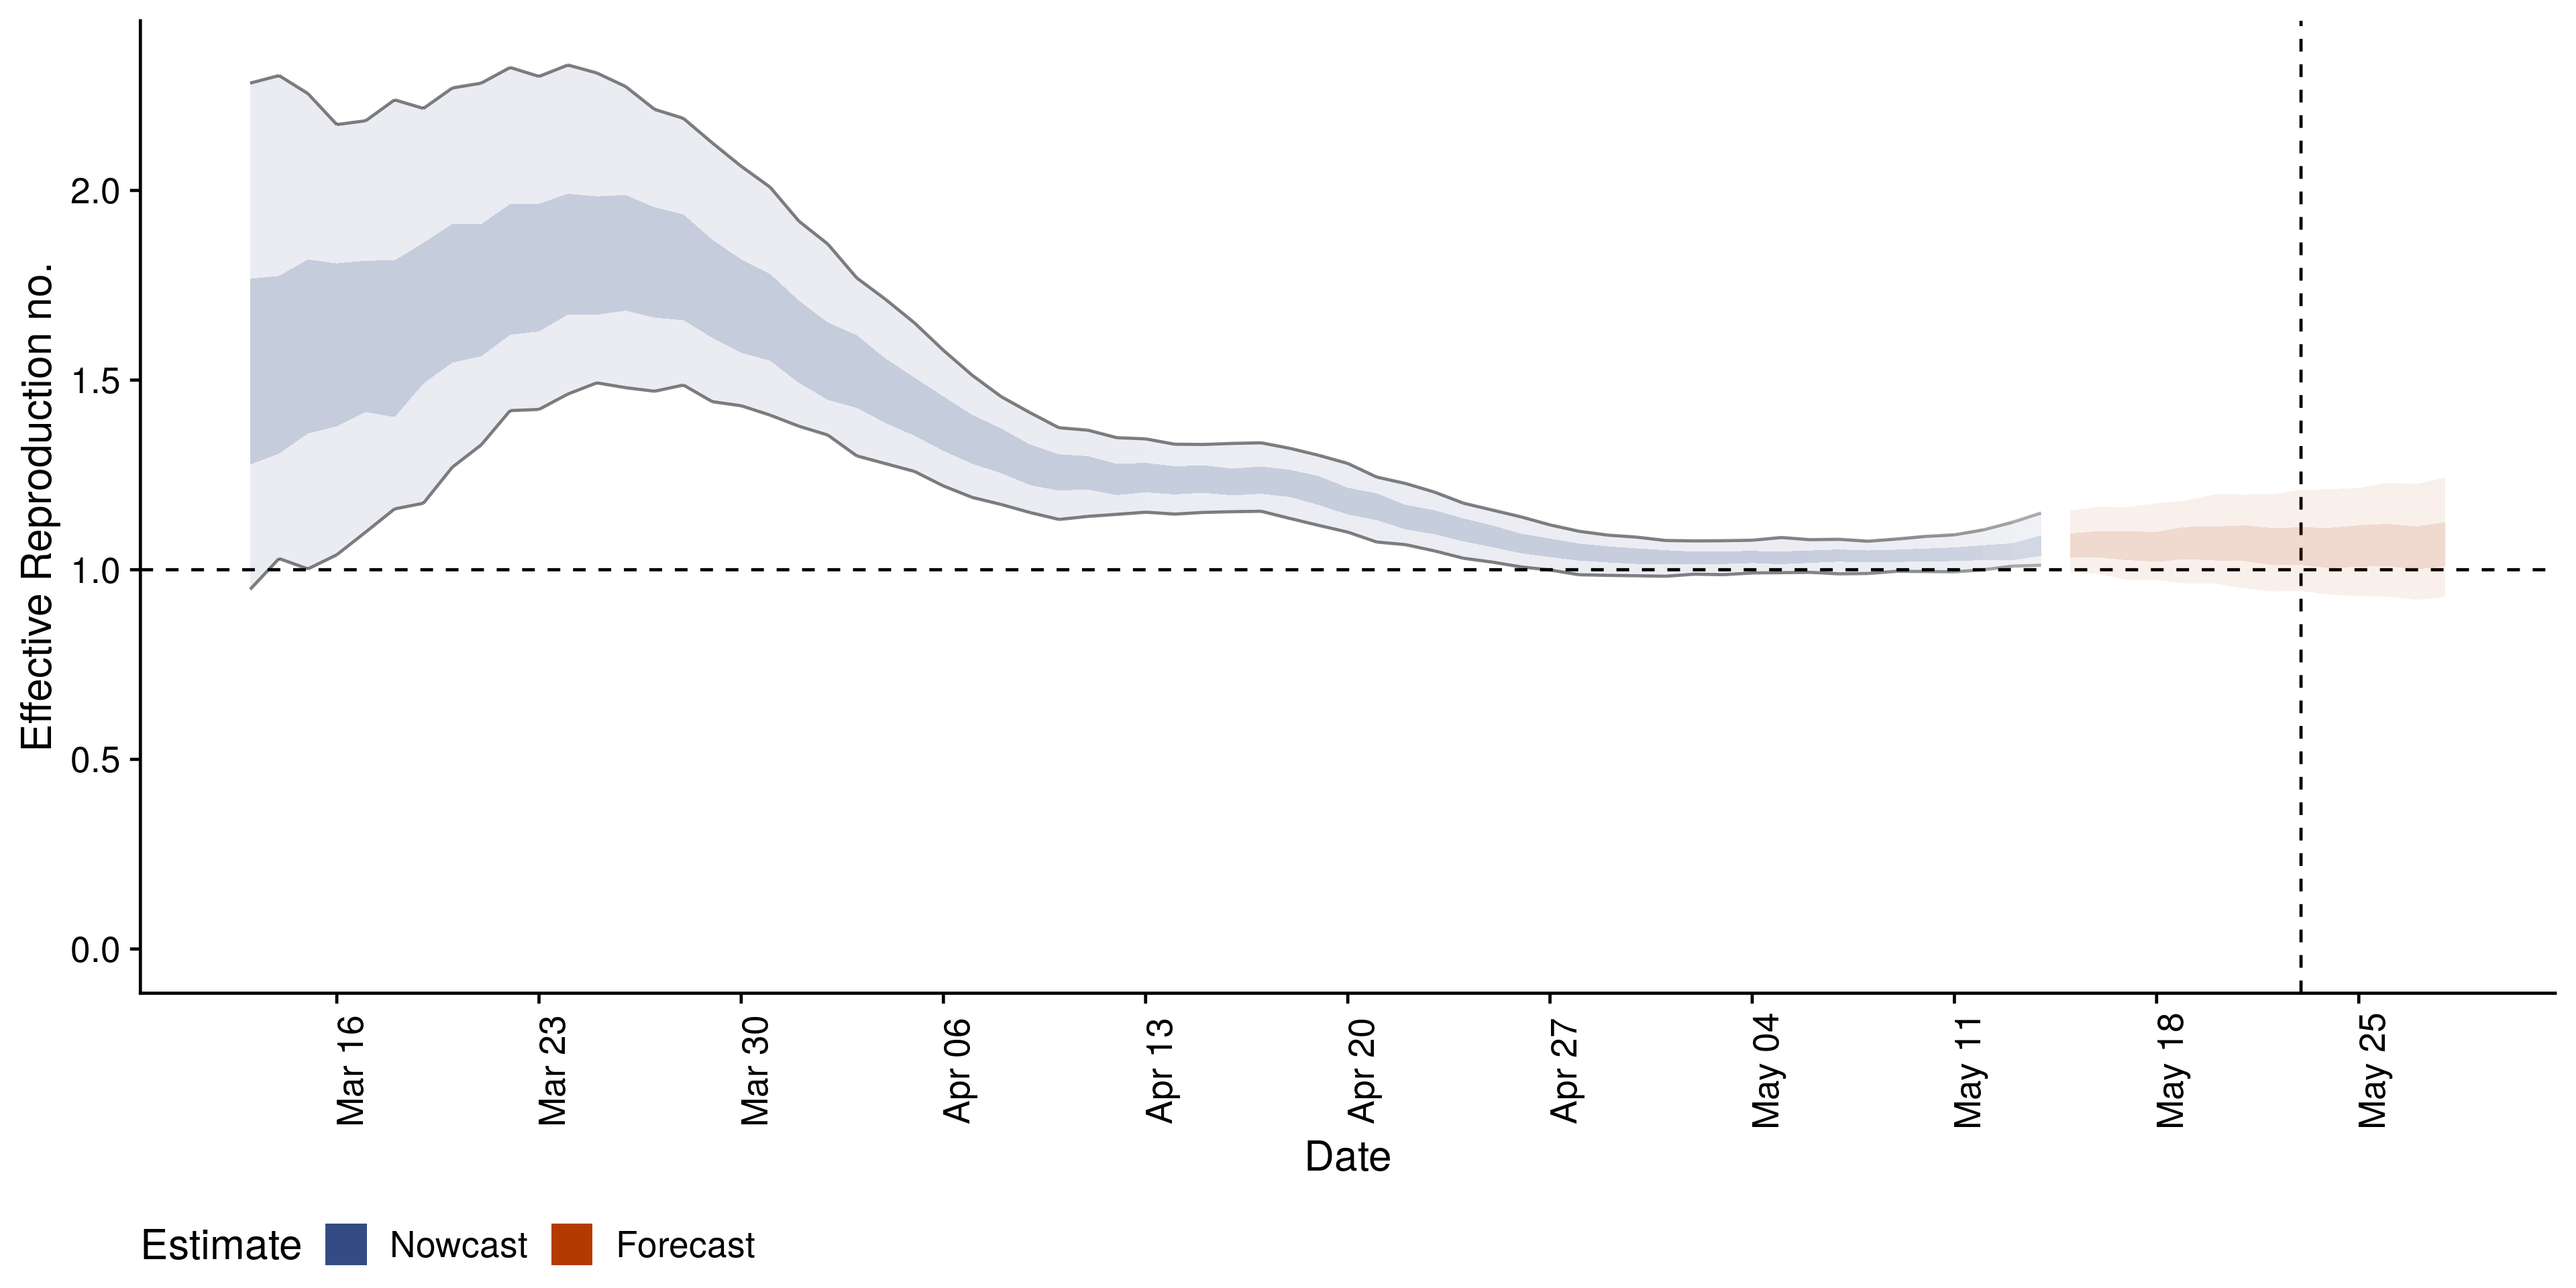 Effective Reproduction no.
2.0
1.5
1.0
0.5
0.0
Mar 16
Mar 23
Mar 30
Apr 06
Apr 13
Apr 20
Apr 27
May 04
May 11
May 18
May 25
Date
Estimate Nowcast Forecast